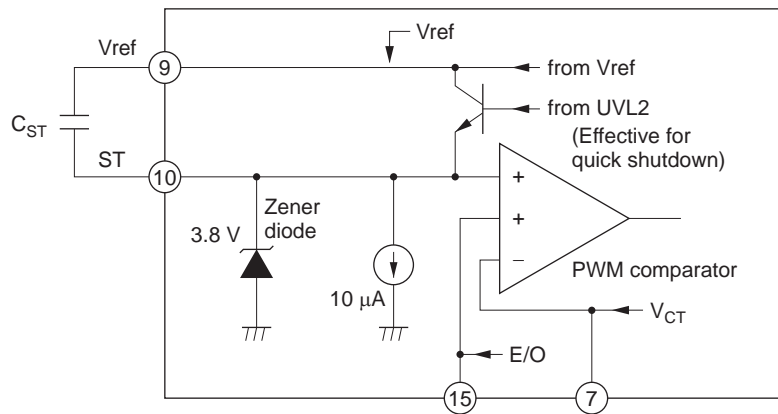 Vref
Vref
9
from Vref
from UVL2
(Effective for
quick shutdown)
C_ST
ST
10
+
Zener
diode
3.8 V
+
−
PWM comparator
10 μA
V_CT
E/O
15
7